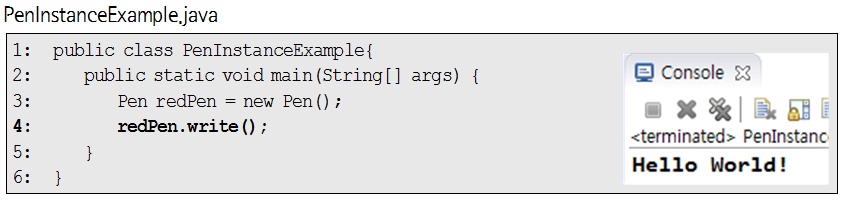 PenInstanceExample.java
1: public class PenInstanceExample{
2: public static void main(String[] args) {
3: Pen redPen = new Pen();
4: redPen.write();
5: }
6: }
Console
<terminated> PenInstanc
Hello World!